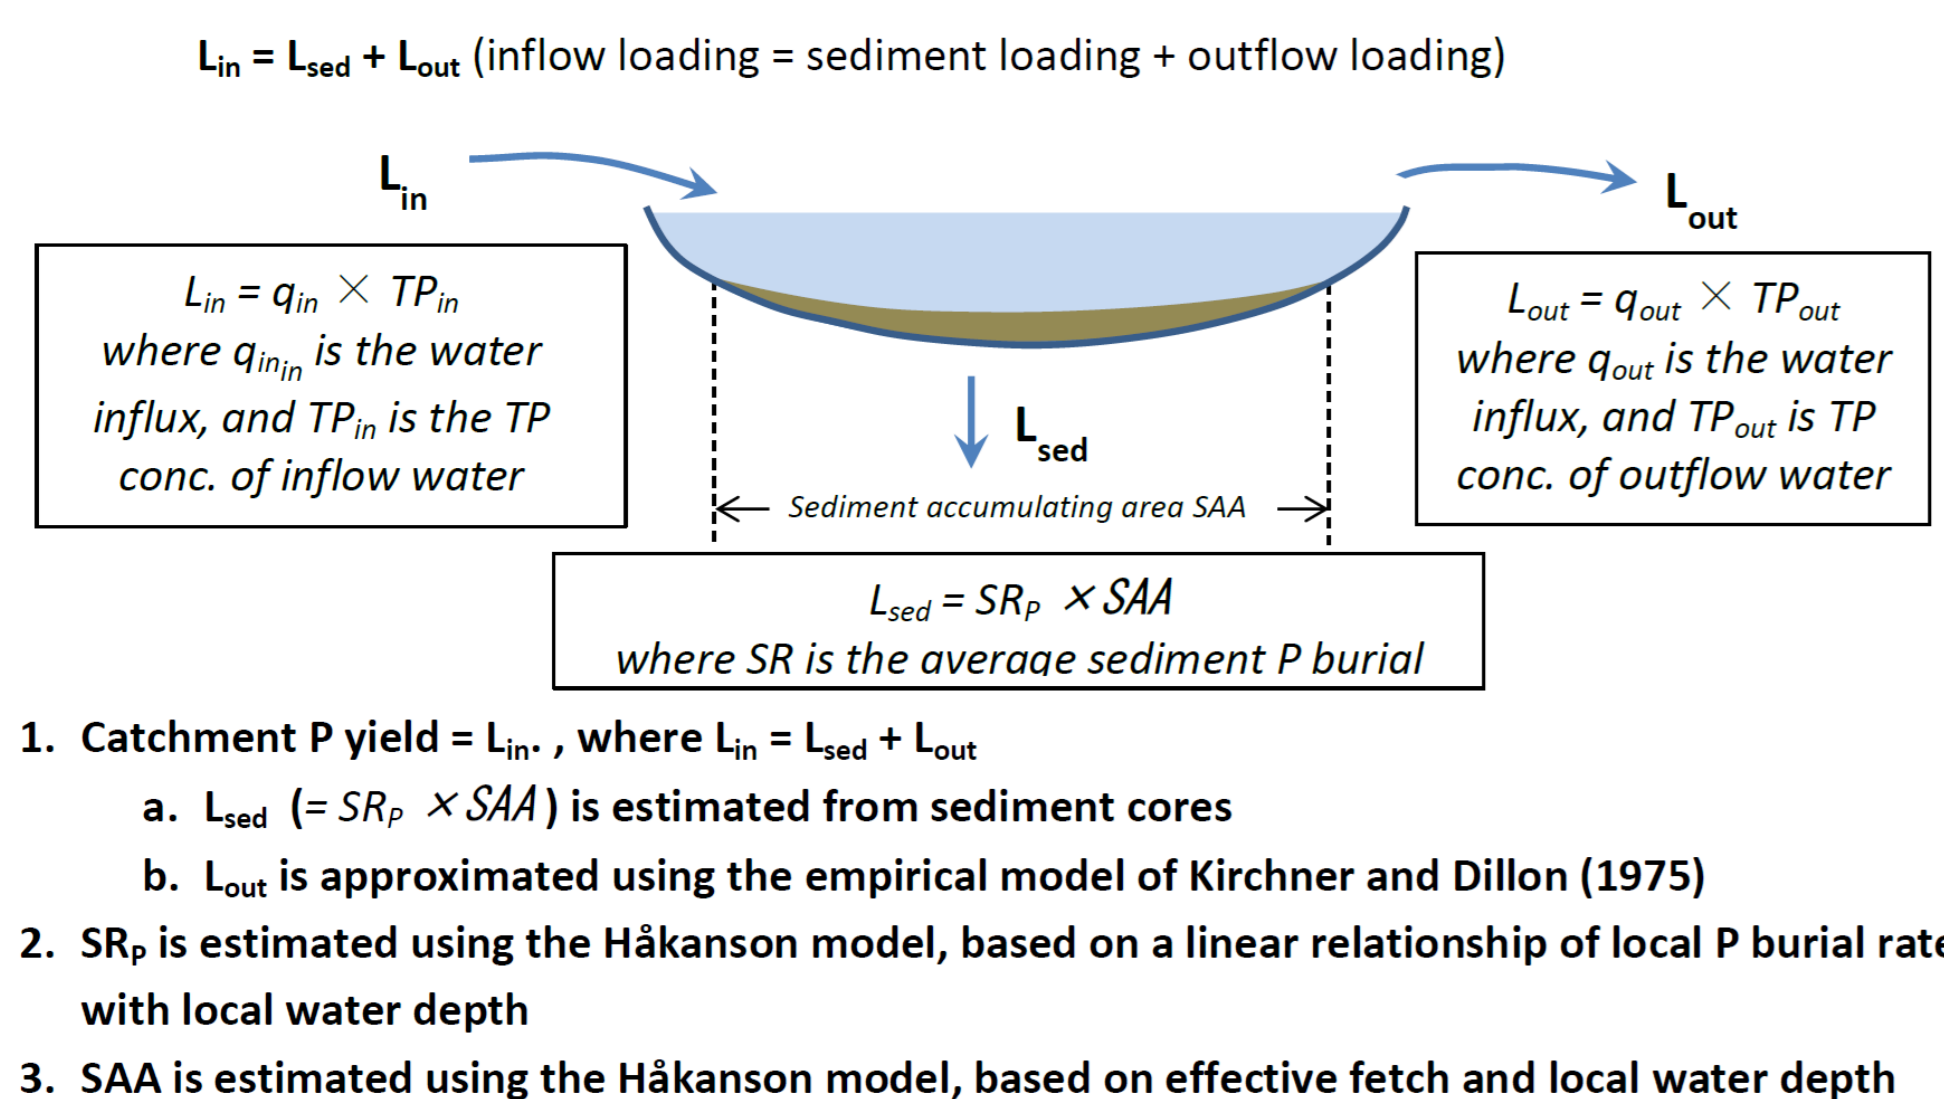 Lin = Lsed + Lout (inflow loading = sediment loading + outflow loading)
Lin
Lout
Lin = qin × TPin
where qinin is the water
influx, and TPin is the TP
conc. of inflow water
Lout = qout × TPout
where qout is the water
influx, and TPout is TP
conc. of outflow water
Lsed
Sediment accumulating area SAA
Lsed = SRP × SAA
where SR is the average sediment P burial
1. Catchment P yield = Lin. , where Lin = Lsed + Lout
a. Lsed (= SRP × SAA) is estimated from sediment cores
b. Lout is approximated using the empirical model of Kirchner and Dillon (1975)
2. SRP is estimated using the Håkanson model, based on a linear relationship of local P burial rate
with local water depth
3. SAA is estimated using the Håkanson model, based on effective fetch and local water depth